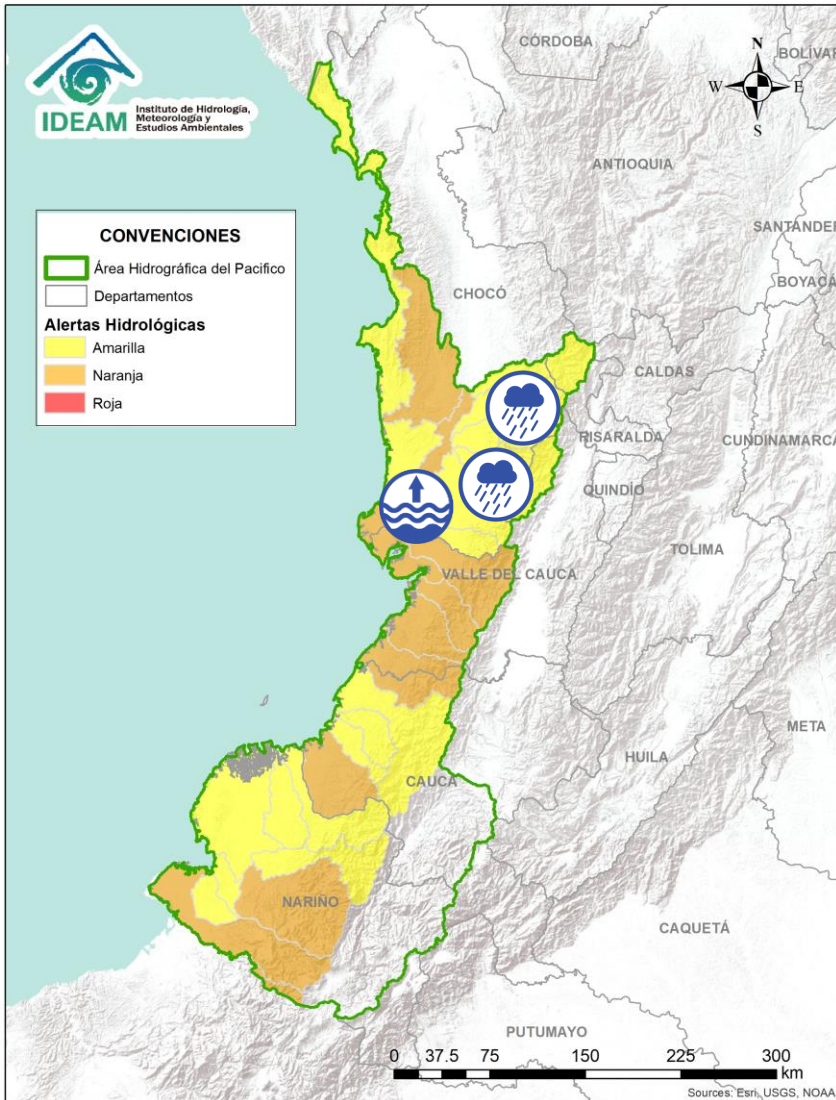 IDEAM
Instituto de Hidrología,
Meteorología y
Estudios Ambientales
N
W
E
S
CÓRDOBA
BOLÍVAR
ANTIOQUIA
SANTANDER
BOYACÁ
CHOCÓ
CALDAS
RISARALDA
CUNDINAMARCA
QUINDÍO
TOLIMA
VALLE DEL CAUCA
META
HUILA
CAUCA
NARIÑO
CAQUETÁ
PUTUMAYO
CONVENCIONES
Área Hidrográfica del Pacifico
Departamentos
Alertas Hidrológicas
Amarilla
Naranja
Roja
0 37.5 75 150 225 300
km
Sources: Esri, USGS, NOAA